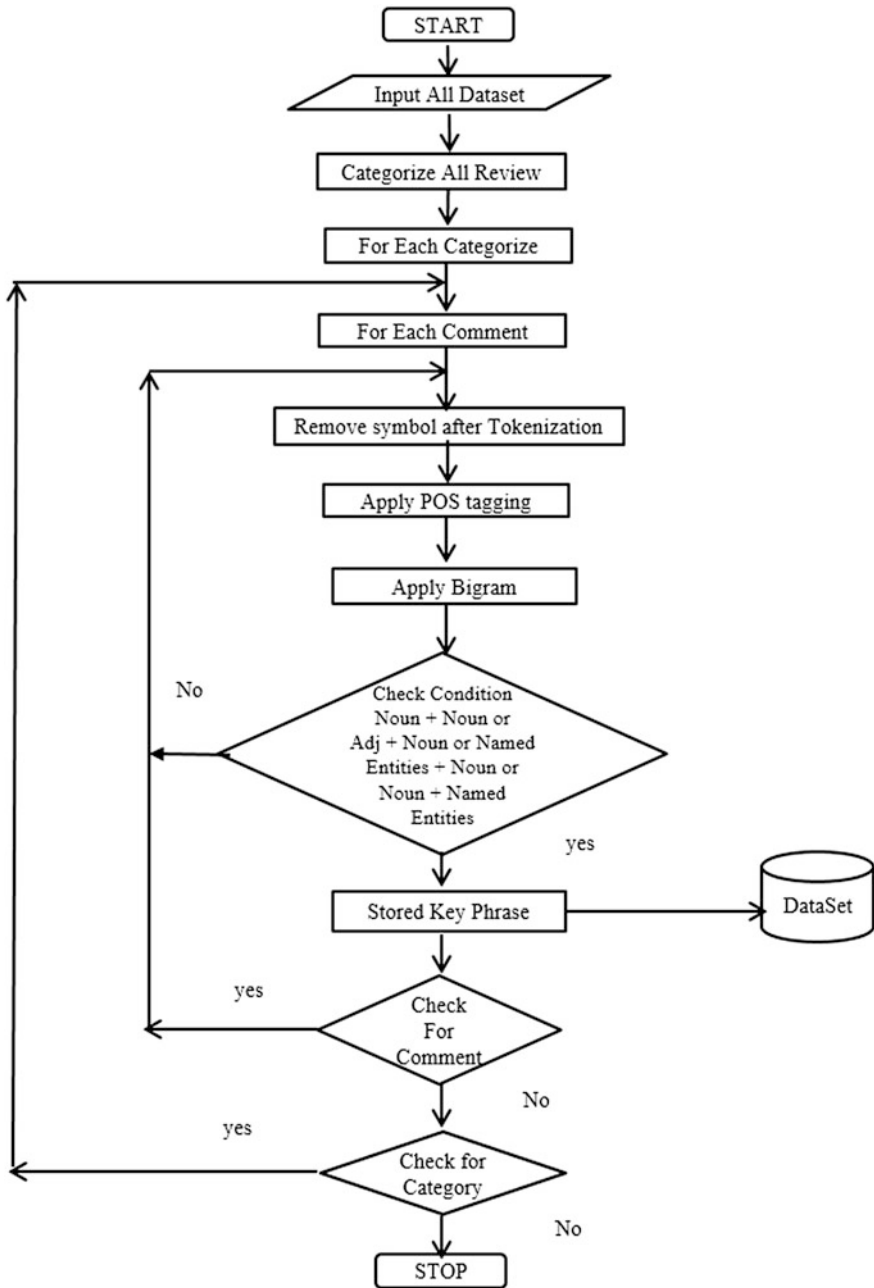 START
Input All Dataset
Categorize All Review
For Each Categorize
For Each Comment
Remove symbol after Tokenization
Apply POS tagging
Apply Bigram
No
Check Condition
Noun + Noun or
Adj + Noun or Named
Entities + Noun or
Noun + Named
Entities
yes
Stored Key Phrase
DataSet
yes
Check
For
Comment
No
yes
Check for
Category
No
STOP